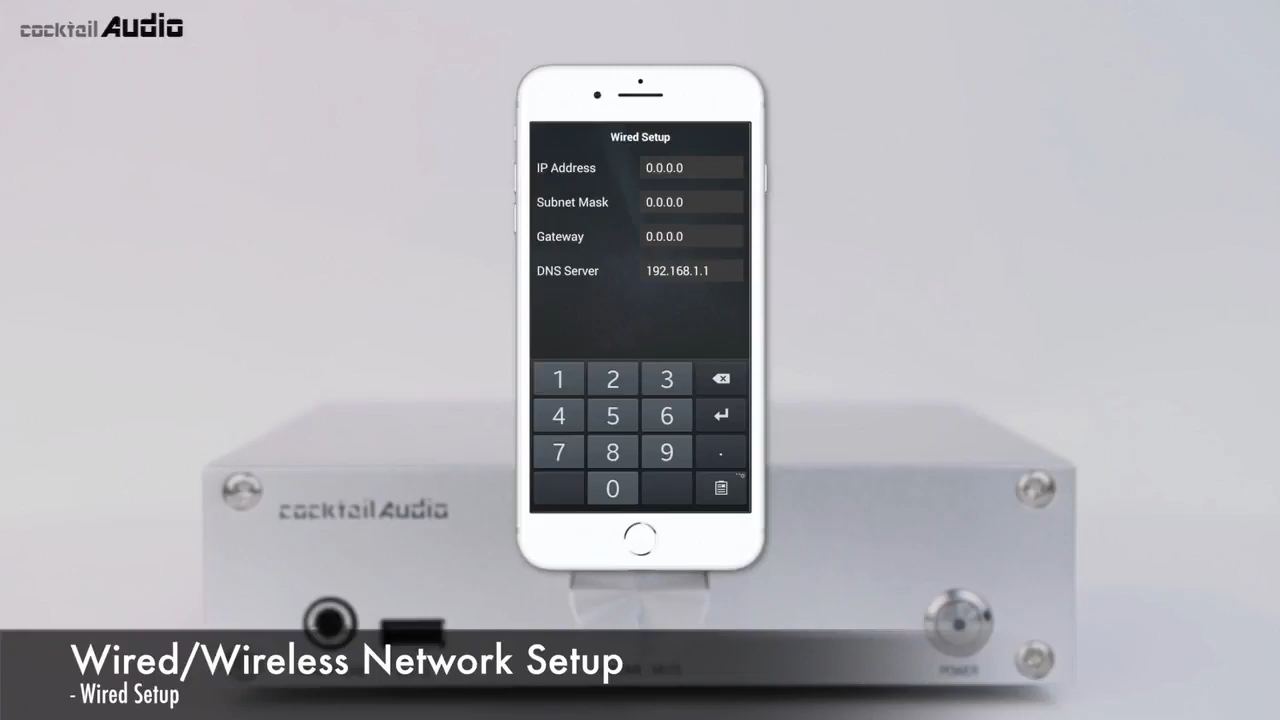 cocktail Audio
Wired Setup
IP Address 0.0.0.0
Subnet Mask 0.0.0.0
Gateway 0.0.0.0
DNS Server 192.168.1.1
1 2 3
4 5 6
7 8 9 .
0
cocktail Audio
POWER
Wired/Wireless Network Setup
- Wired Setup